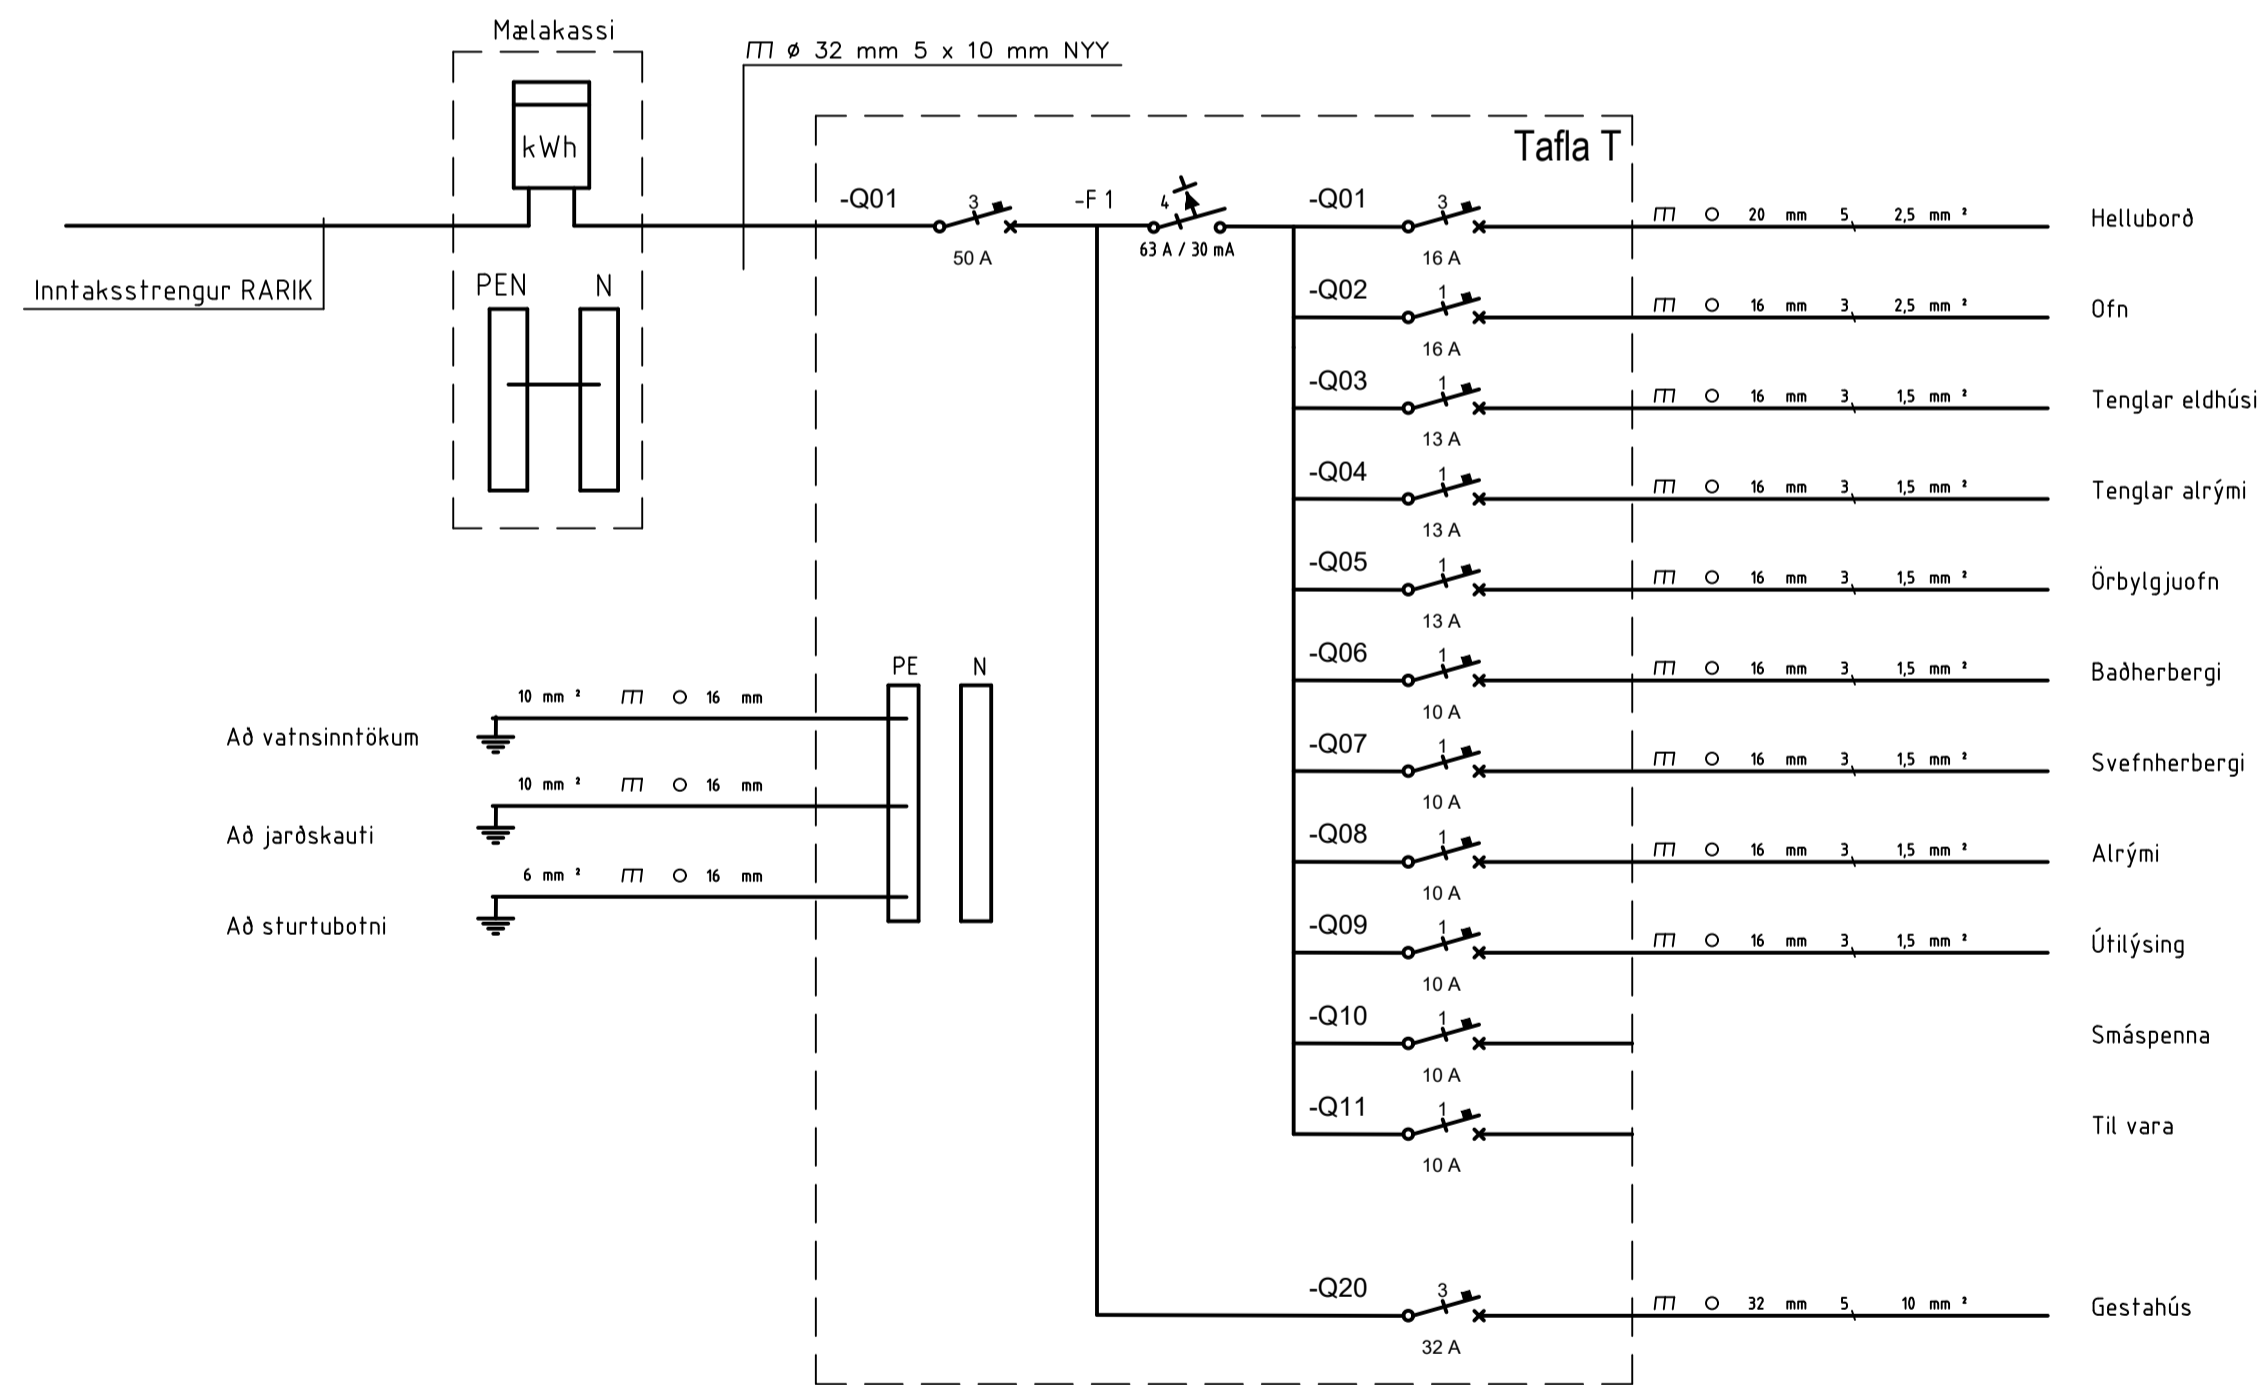 Mælakassi
⌀ 32 mm 5 x 10 mm NYY
kWh
Tafla T
Inntaksstrengur RARIK
PEN N
-Q01 3 50 A
-F 1 4 63 A / 30 mA
-Q01 3 16 A 20 mm 5 2,5 mm ² Helluborð
-Q02 1 16 A 16 mm 3 2,5 mm ² Ofn
-Q03 1 13 A 16 mm 3 1,5 mm ² Tenglar eldhúsi
-Q04 1 13 A 16 mm 3 1,5 mm ² Tenglar alrými
-Q05 1 13 A 16 mm 3 1,5 mm ² Örbylgjuofn
-Q06 1 10 A 16 mm 3 1,5 mm ² Baðherbergi
-Q07 1 10 A 16 mm 3 1,5 mm ² Svefnherbergi
-Q08 1 10 A 16 mm 3 1,5 mm ² Alrými
-Q09 1 10 A 16 mm 3 1,5 mm ² Útilýsing
-Q10 1 10 A Smáspenna
-Q11 1 10 A Til vara
-Q20 3 32 A 32 mm 5 10 mm ² Gestahús
PE N
10 mm ² 16 mm
Að vatnsinntökum
10 mm ² 16 mm
Að jarðskauti
6 mm ² 16 mm
Að sturtubotni